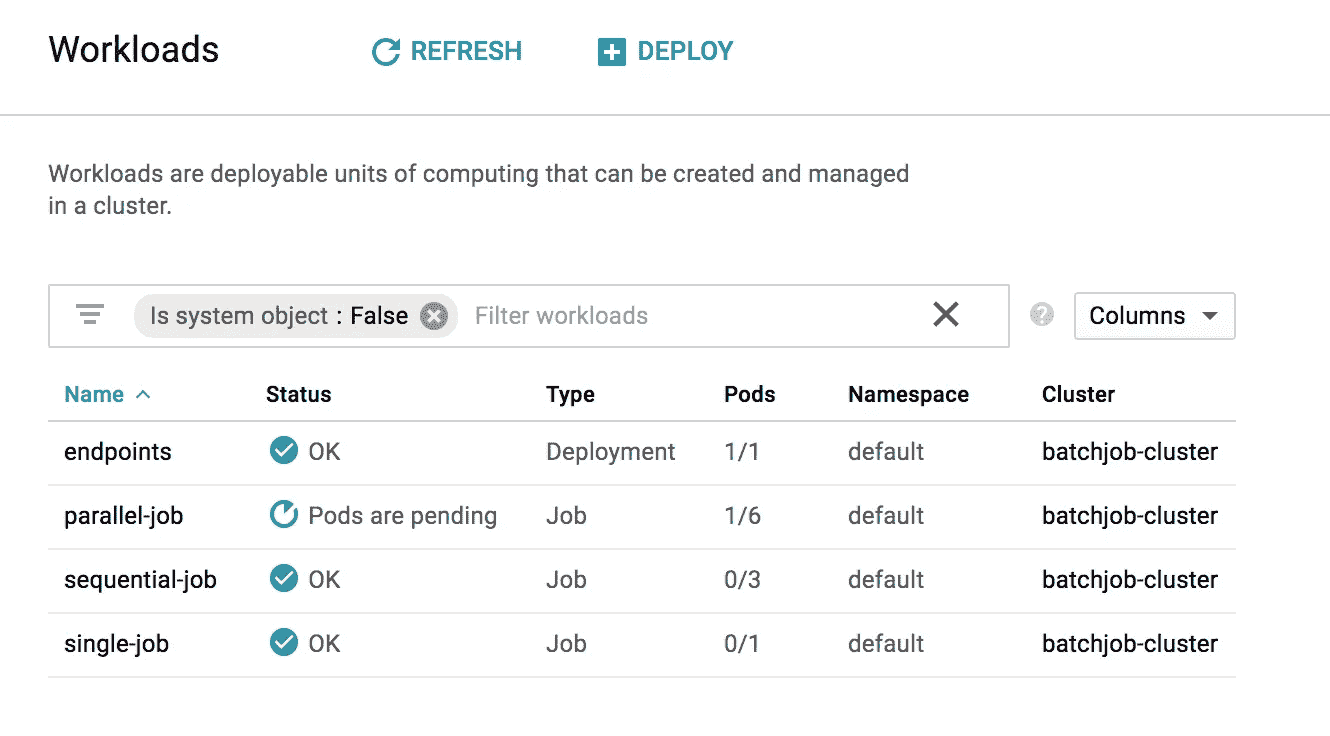 Workloads REFRESH DEPLOY
Workloads are deployable units of computing that can be created and managed
in a cluster.
Is system object : False Filter workloads Columns
Name Status Type Pods Namespace Cluster
endpoints OK Deployment 1/1 default batchjob-cluster
parallel-job Pods are pending Job 1/6 default batchjob-cluster
sequential-job OK Job 0/3 default batchjob-cluster
single-job OK Job 0/1 default batchjob-cluster